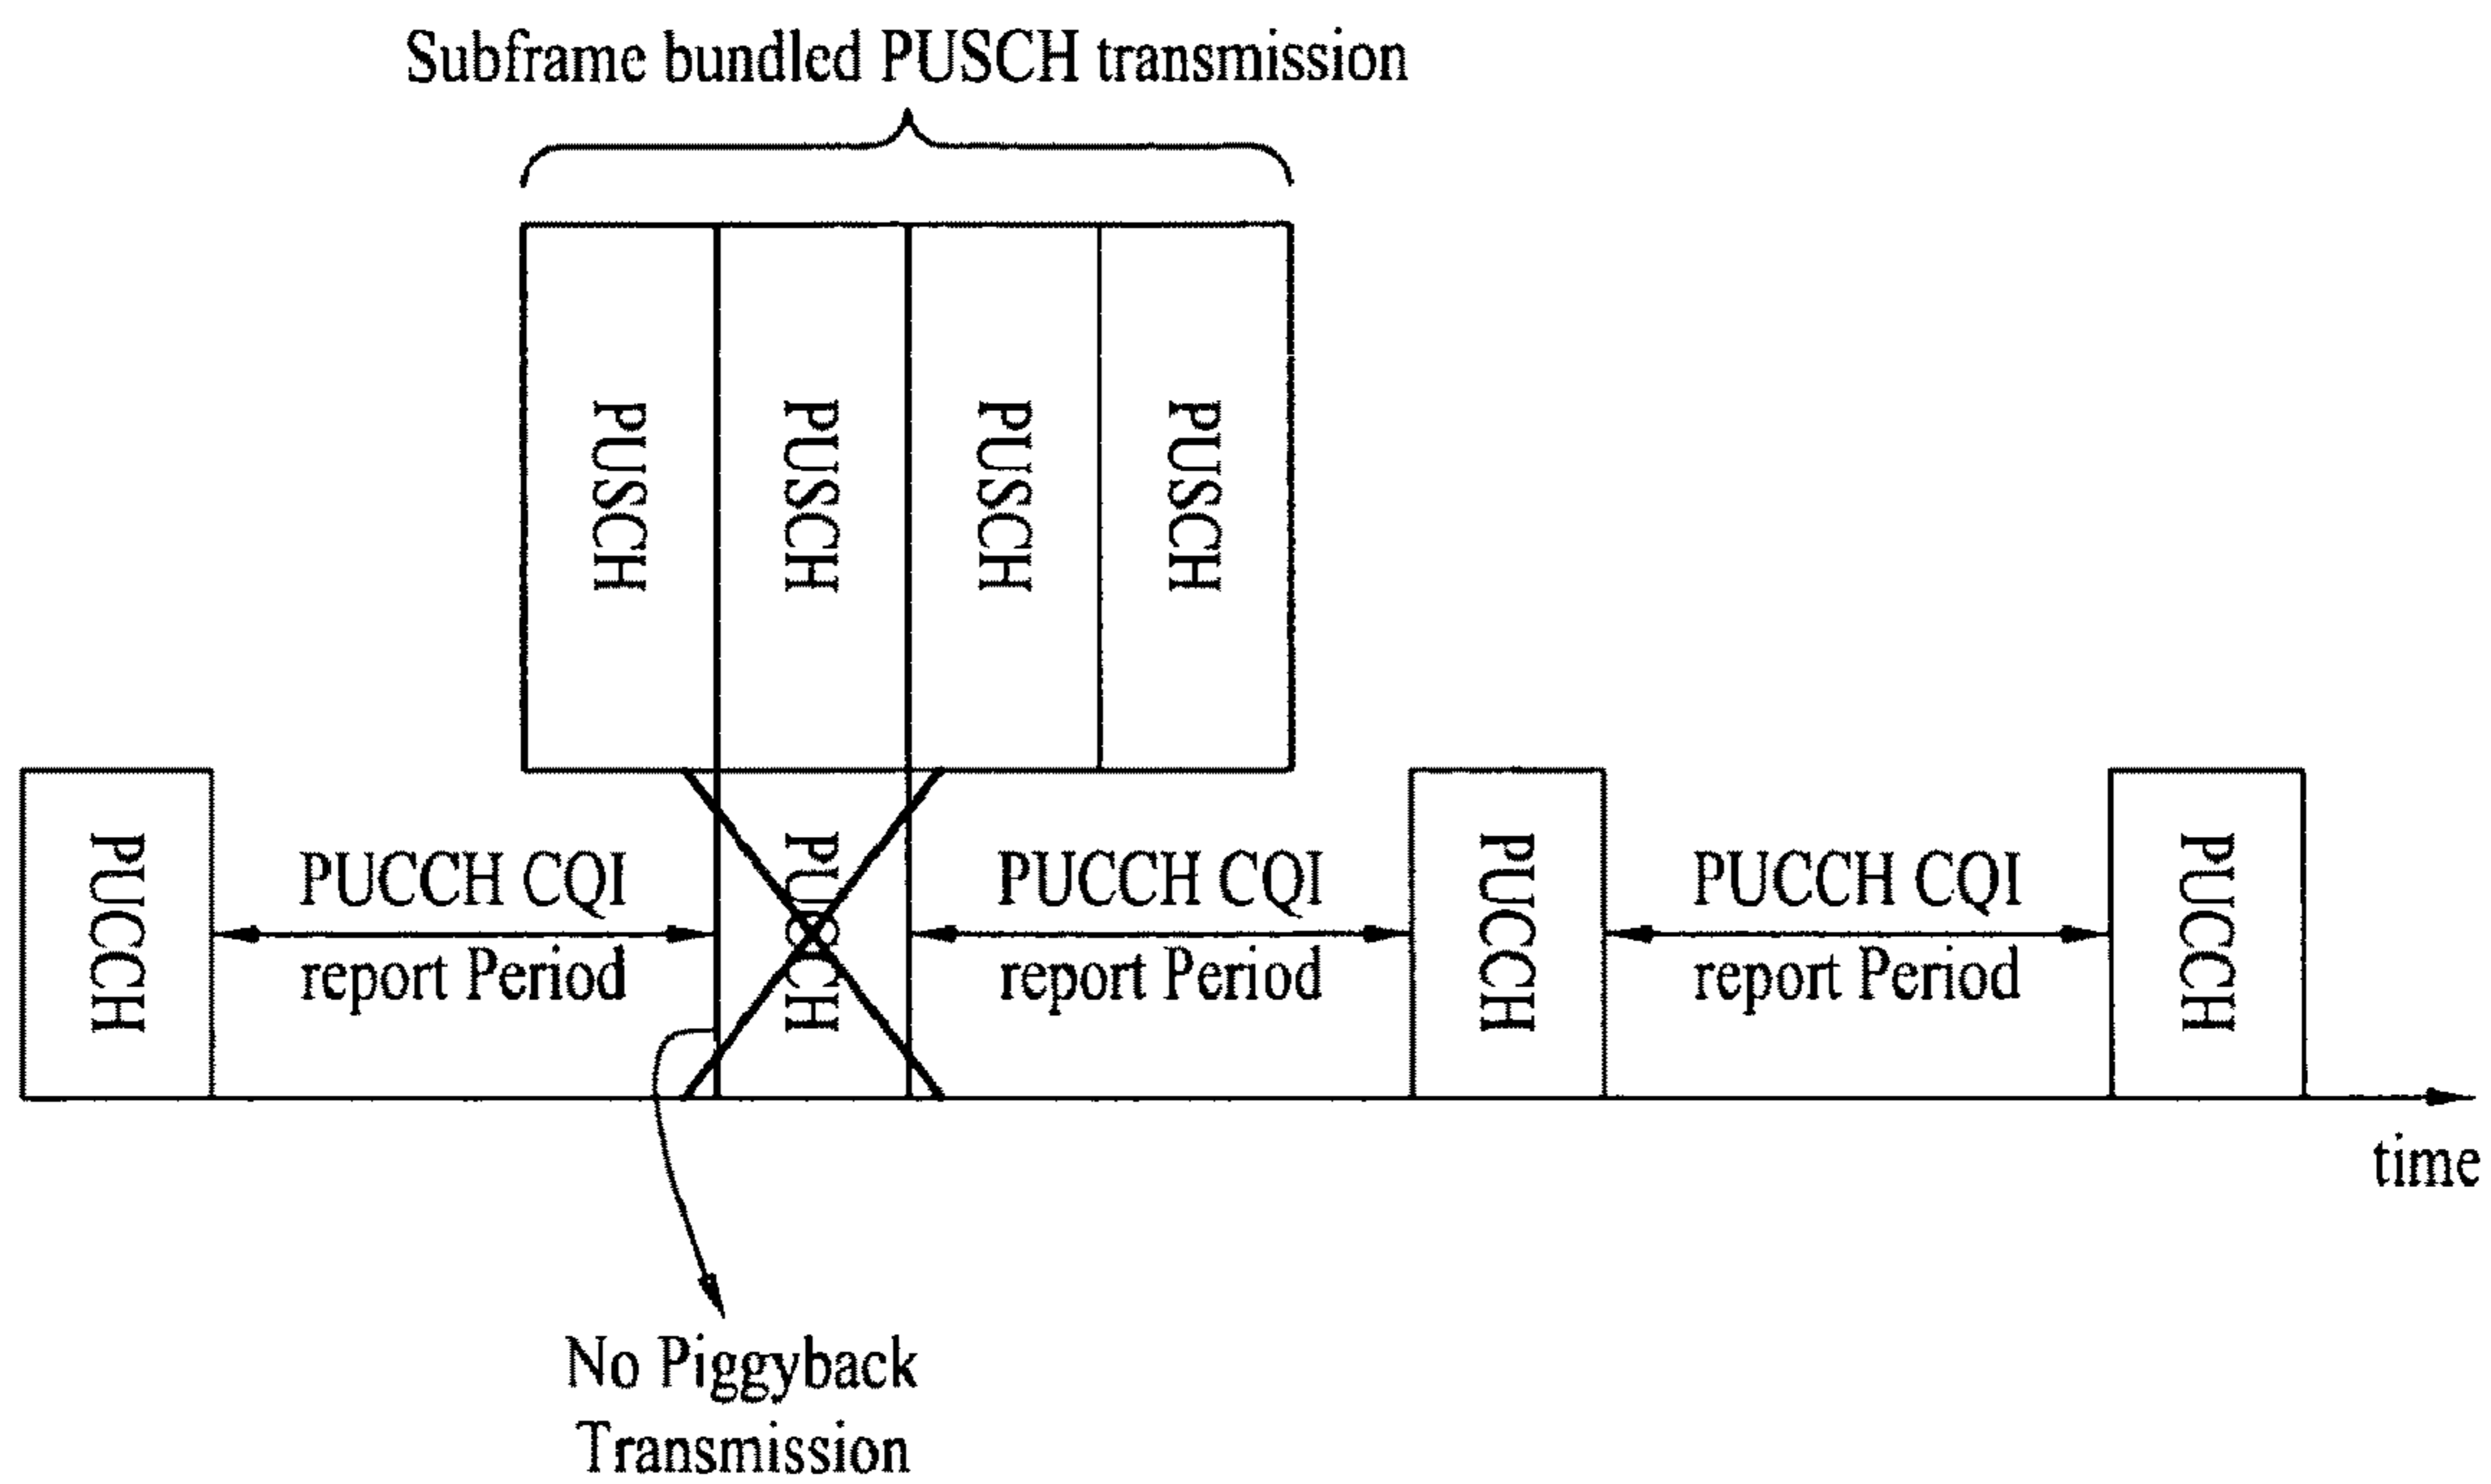 Subframe bundled PUSCH transmission
PUSCH
PUSCH
PUSCH
PUSCH
PUCCH
PUCCH CQI
report Period
PUCCH
PUCCH CQI
report Period
PUCCH
PUCCH CQI
report Period
PUCCH
time
No Piggyback
Transmission